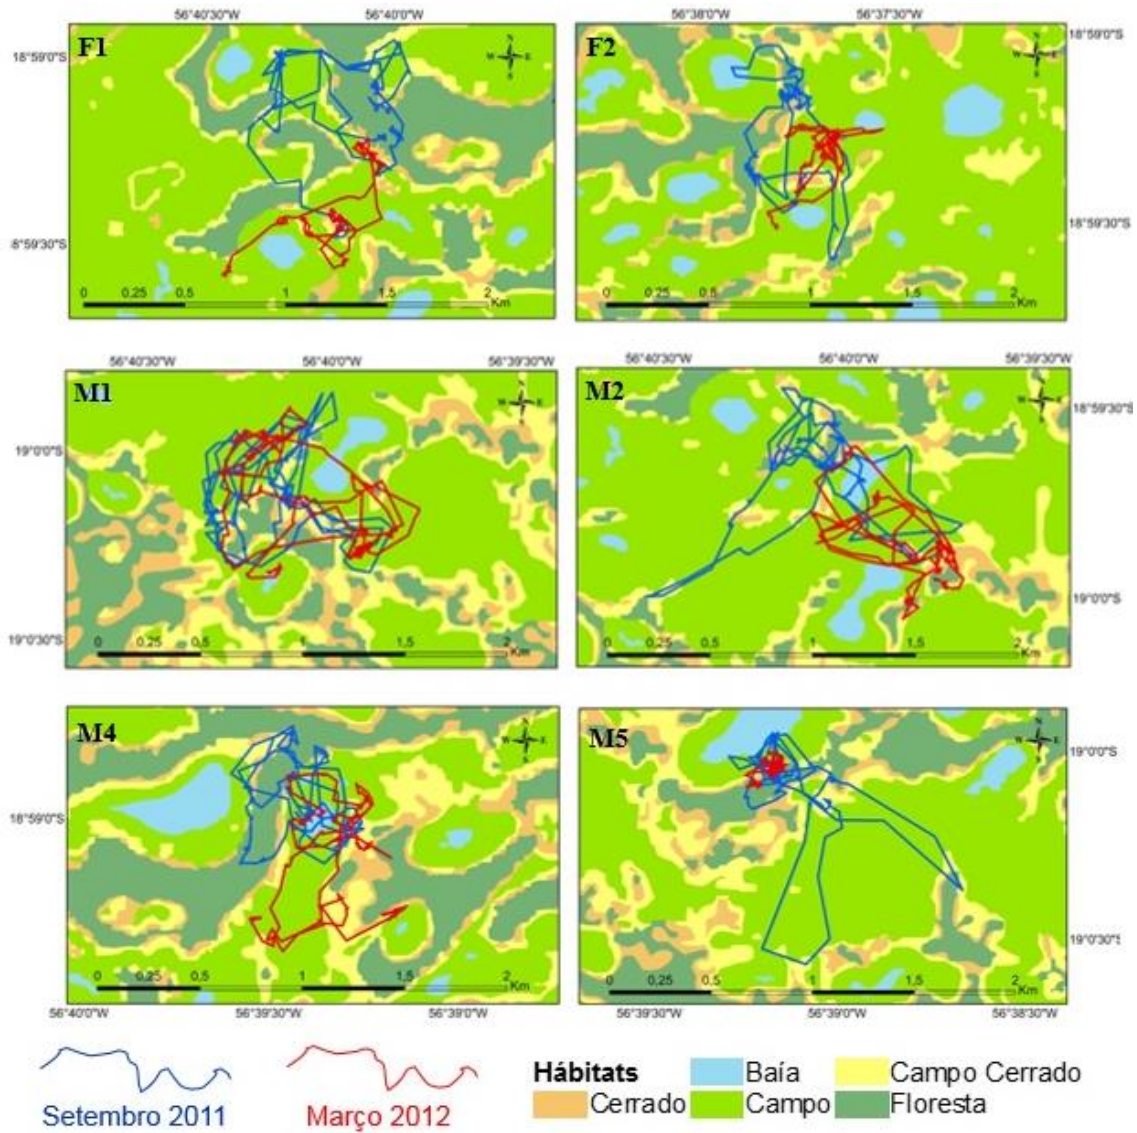 56°40'30"W 56°40'0"W
F1
N
W E
S
18°59'0"S
8°59'30"S
0 0,25 0,5 1 1,5 2
Km
56°38'0"W 56°37'30"W
F2
N
W E
S
18°59'0"S
18°59'30"S
0 0,25 0,5 1 1,5 2
Km
56°40'30"W 56°40'0"W 56°39'30"W
M1
N
W E
S
19°0'0"S
19°0'30"S
0 0,25 0,5 1 1,5 2
Km
56°40'30"W 56°40'0"W 56°39'30"W
M2
N
W E
S
18°59'30"S
19°0'0"S
0 0,25 0,5 1 1,5 2
Km
M4
N
W E
S
18°59'0"S
0 0,25 0,5 1 1,5 2
Km
56°40'0"W 56°39'30"W 56°39'0"W
M5
N
W E
S
19°0'0"S
19°0'30"S
0 0,25 0,5 1 1,5 2
Km
56°39'30"W 56°39'0"W 56°38'30"W
Setembro 2011
Março 2012
Hábitats Baía Campo Cerrado
Cerrado Campo Floresta